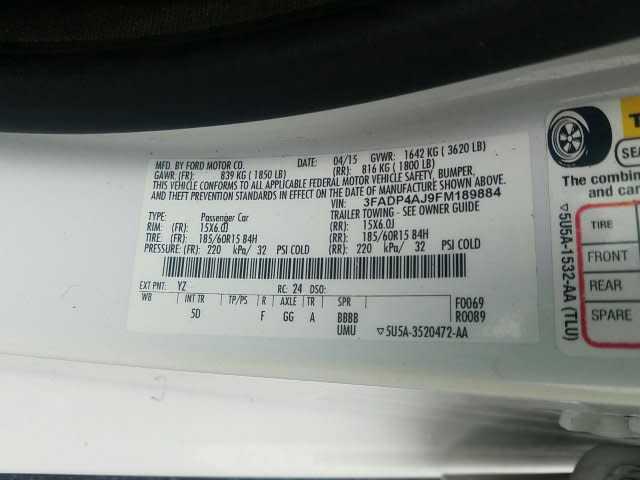 MFD. BY FORD MOTOR CO. DATE: 04/15 GVWR: 1642 KG ( 3620 LB)
GAWR: (FR): 839 KG ( 1850 LB) (RR): 816 KG ( 1800 LB)
THIS VEHICLE CONFORMS TO ALL APPLICABLE FEDERAL MOTOR VEHICLE SAFETY, BUMPER,
AND THEFT PREVENTION STANDARDS IN EFFECT ON THE DATE OF MANUFACTURE SHOWN ABOVE.
VIN: 3FADP4AJ9FM189884
TYPE: Passenger Car TRAILER TOWING - SEE OWNER GUIDE
RIM: (FR): 15X6.0J (RR): 15X6.0J
TIRE: (FR): 185/60R15 84H (RR): 185/60R15 84H
PRESSURE: (FR): 220 kPa/ 32 PSI COLD (RR): 220 kPa/ 32 PSI COLD
EXT PNT: YZ RC: 24 DSO:
WB INT TR TP/PS R AXLE TR SPR F0069
5D F GG A BBBB R0089
UMU ▽5U5A-3520472-AA
T
SEA
The combin
and car
TIRE
FRONT
REAR
SPARE
▽5U5A-1532-AA (TLU)